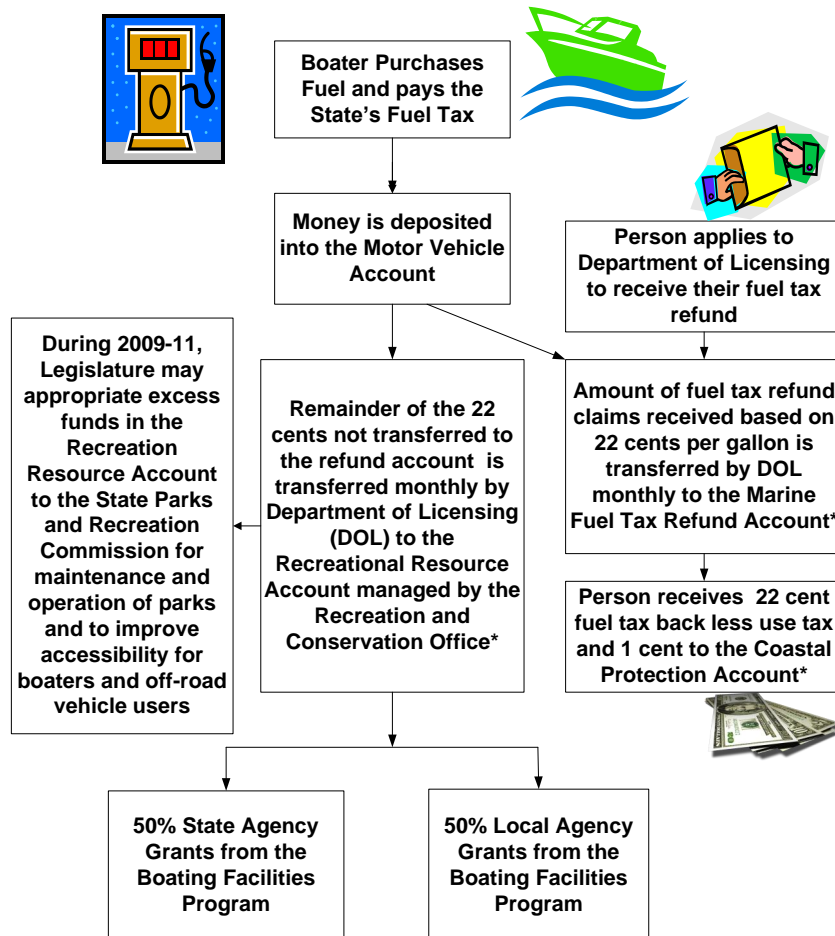 Boater Purchases
Fuel and pays the
State's Fuel Tax
Money is deposited
into the Motor Vehicle
Account
Person applies to
Department of Licensing
to receive their fuel tax
refund
During 2009-11,
Legislature may
appropriate excess
funds in the
Recreation
Resource Account
to the State Parks
and Recreation
Commission for
maintenance and
operation of parks
and to improve
accessibility for
boaters and off-road
vehicle users
Remainder of the 22
cents not transferred to
the refund account is
transferred monthly by
Department of Licensing
(DOL) to the
Recreational Resource
Account managed by the
Recreation and
Conservation Office*
Amount of fuel tax refund
claims received based on
22 cents per gallon is
transferred by DOL
monthly to the Marine
Fuel Tax Refund Account*
Person receives 22 cent
fuel tax back less use tax
and 1 cent to the Coastal
Protection Account*
50% State Agency
Grants from the
Boating Facilities
Program
50% Local Agency
Grants from the
Boating Facilities
Program